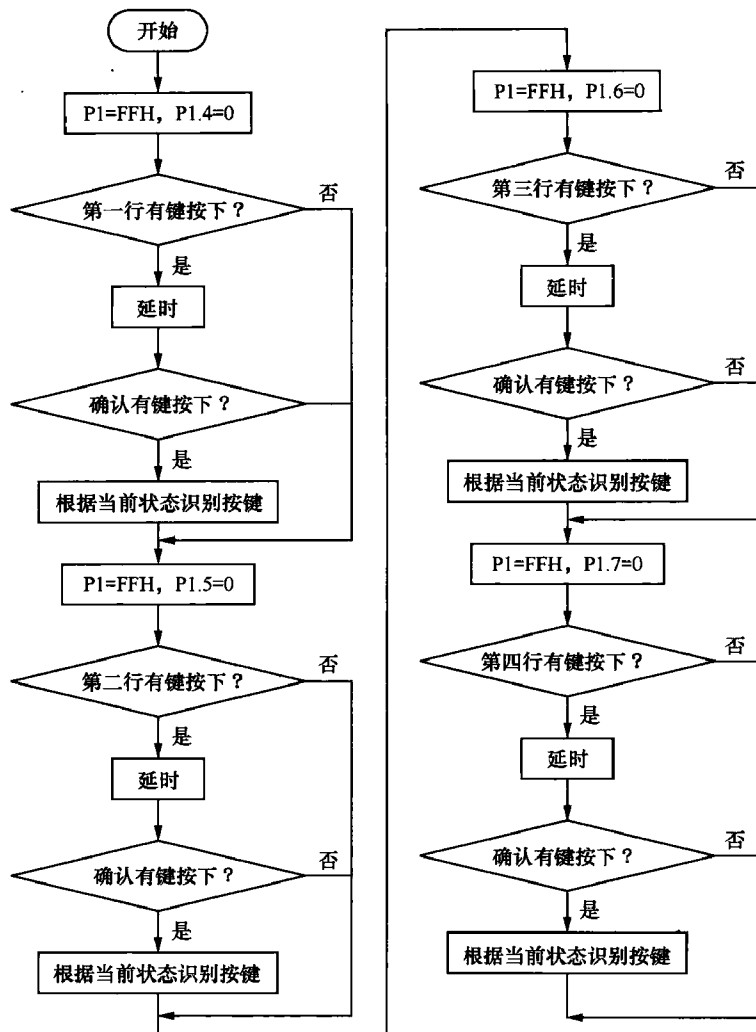 开始
P1=FFH，P1.4=0
第一行有键按下？
否
是
延时
确认有键按下？
是
根据当前状态识别按键
P1=FFH，P1.5=0
第二行有键按下？
否
是
延时
确认有键按下？
否
是
根据当前状态识别按键
P1=FFH，P1.6=0
第三行有键按下？
否
是
延时
确认有键按下？
否
是
根据当前状态识别按键
P1=FFH，P1.7=0
第四行有键按下？
否
是
延时
确认有键按下？
否
是
根据当前状态识别按键